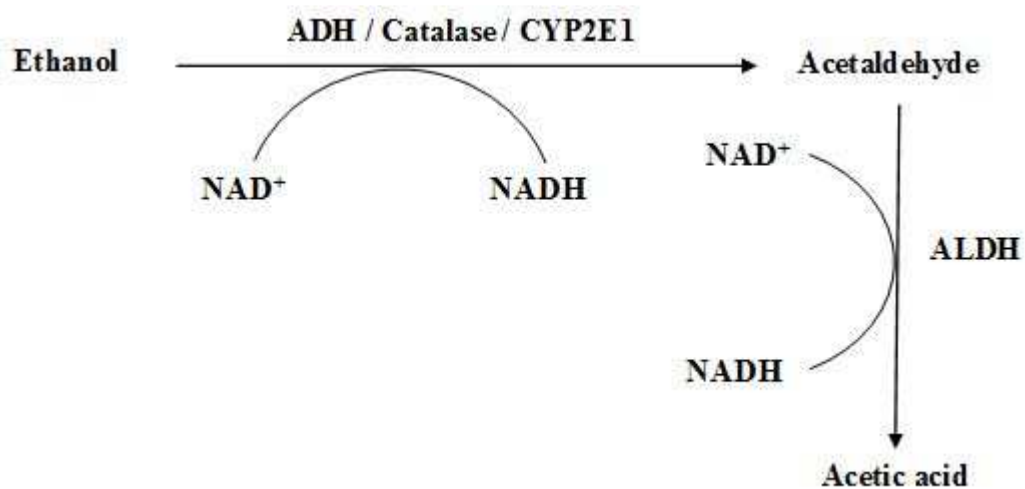 ADH / Catalase / CYP2E1
Ethanol
Acetaldehyde
NAD⁺
NADH
NAD⁺
ALDH
NADH
Acetic acid